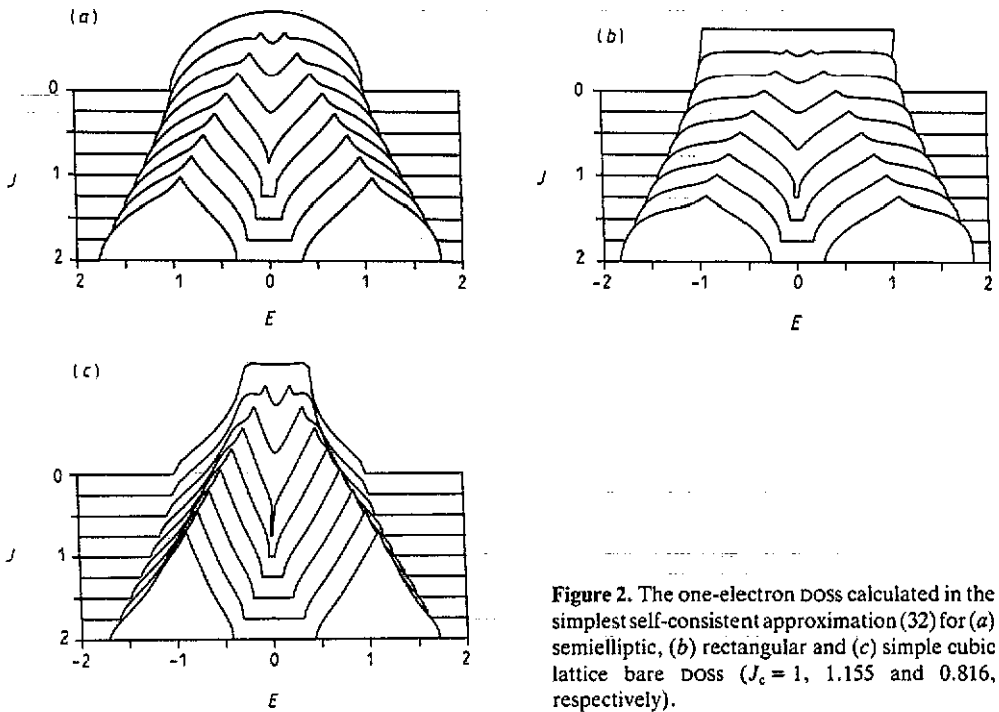 (a)
0
1
2
J
2
-1
0
1
2
E
(b)
0
1
2
J
-2
-1
0
1
2
E
(c)
0
1
2
J
-2
-1
0
1
2
E
Figure 2. The one-electron DOSS calculated in the
simplest self-consistent approximation (32) for (a)
semielliptic, (b) rectangular and (c) simple cubic
lattice bare DOSS (Jc = 1, 1.155 and 0.816,
respectively).